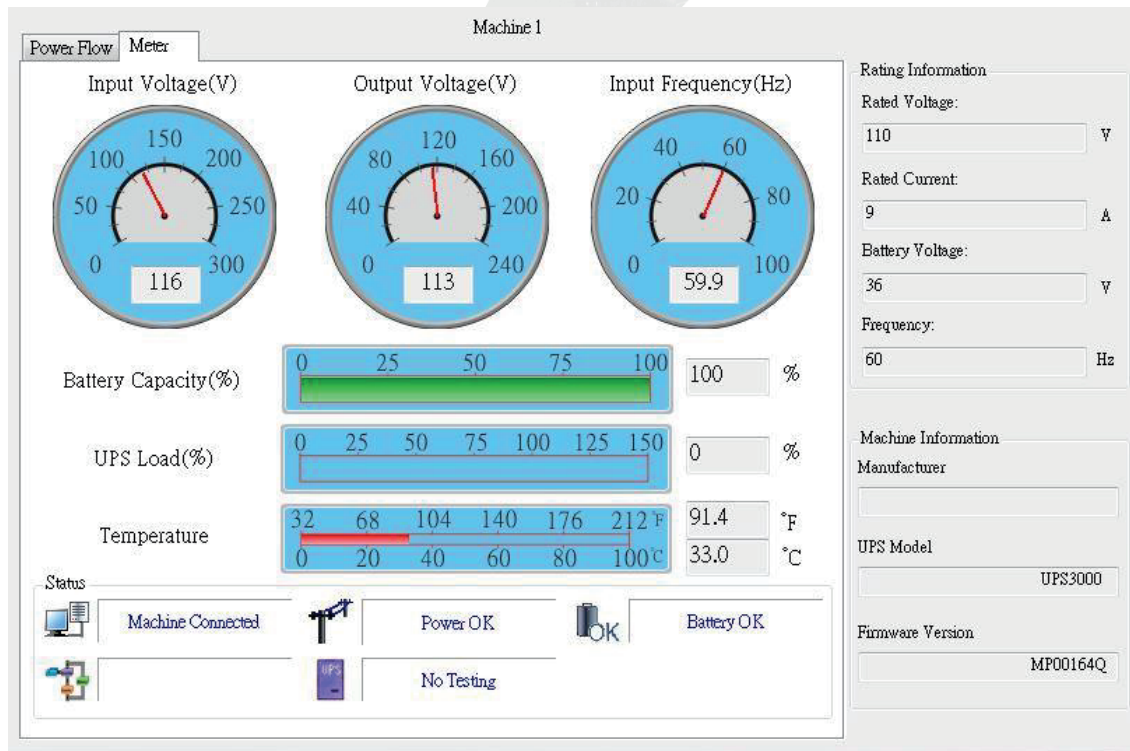 Machine 1
Power Flow
Meter
Input Voltage(V)
Output Voltage(V)
Input Frequency(Hz)
0 50 100 150 200 250 300
116
0 40 80 120 160 200 240
113
0 20 40 60 80 100
59.9
Battery Capacity(%)
0 25 50 75 100
100 %
UPS Load(%)
0 25 50 75 100 125 150
0 %
Temperature
32 68 104 140 176 212 °F
0 20 40 60 80 100 °C
91.4 °F
33.0 °C
Status
Machine Connected
Power OK
OK
Battery OK
UPS
No Testing
Rating Information
Rated Voltage:
110 V
Rated Current:
9 A
Battery Voltage:
36 V
Frequency:
60 Hz
Machine Information
Manufacturer
UPS Model
UPS3000
Firmware Version
MP00164Q